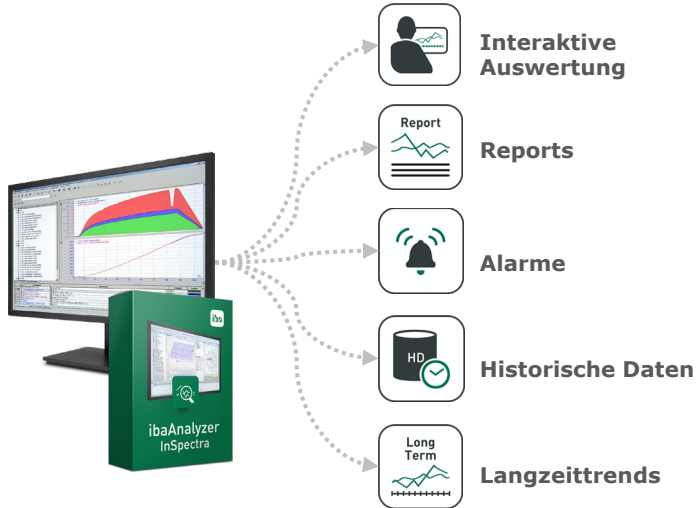 Interaktive
Auswertung
Report
Reports
Alarme
HD
Historische Daten
Long
Term
Langzeittrends
iba
ibaAnalyzer
InSpectra